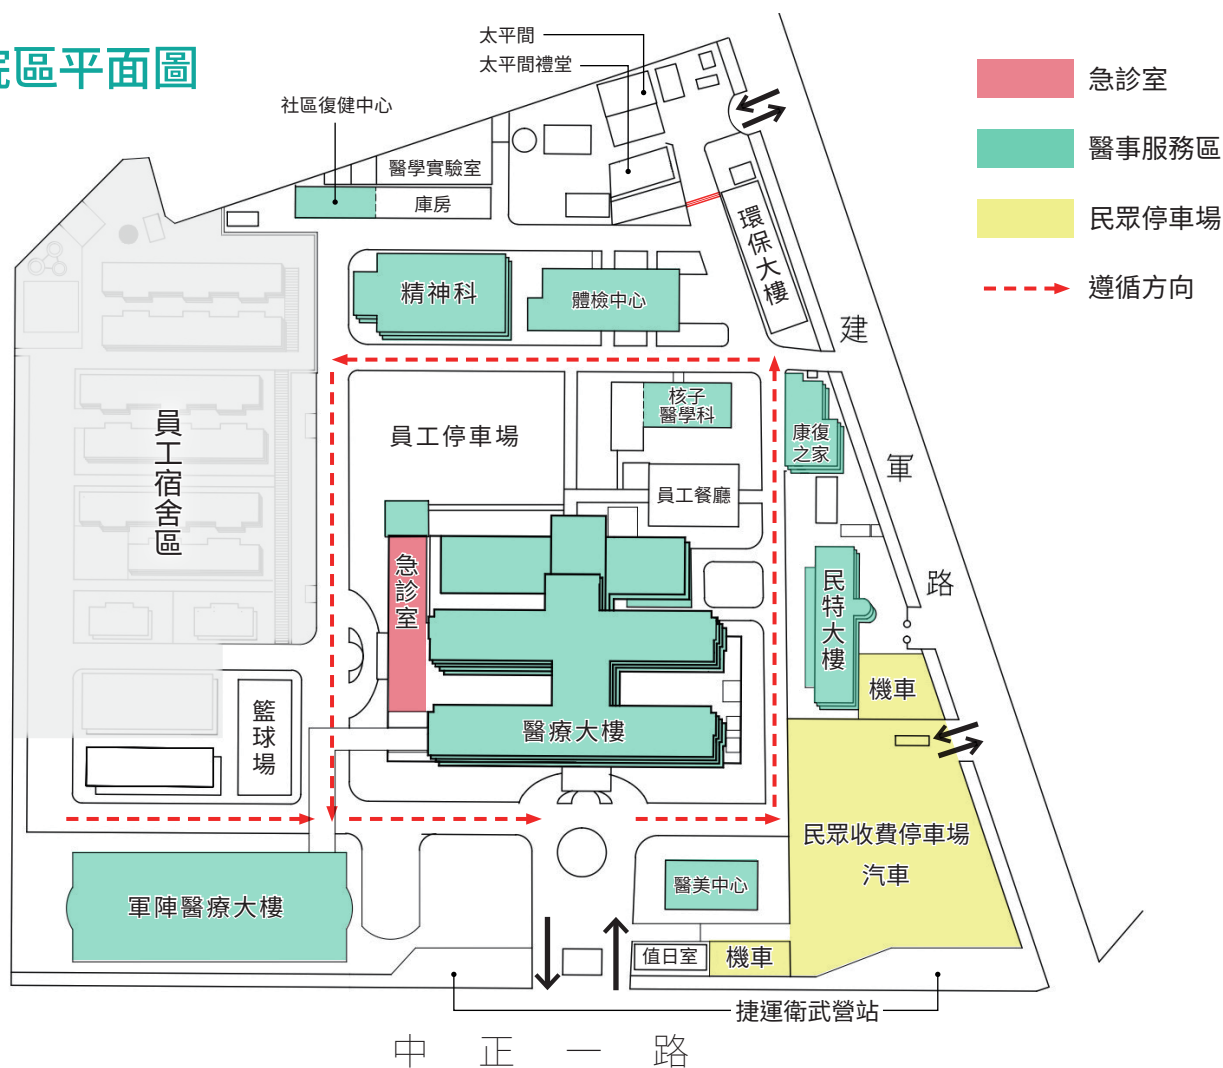 院區平面圖
太平間
太平間禮堂
社區復健中心
醫學實驗室
庫房
環保大樓
精神科
體檢中心
急診室
醫事服務區
民眾停車場
遵循方向
建軍路
員工宿舍區
員工停車場
核子
醫學科
康復
之家
員工餐廳
急診室
民特大樓
機車
籃球場
醫療大樓
民眾收費停車場
汽車
軍陣醫療大樓
醫美中心
值日室
機車
捷運衛武營站
中正一路